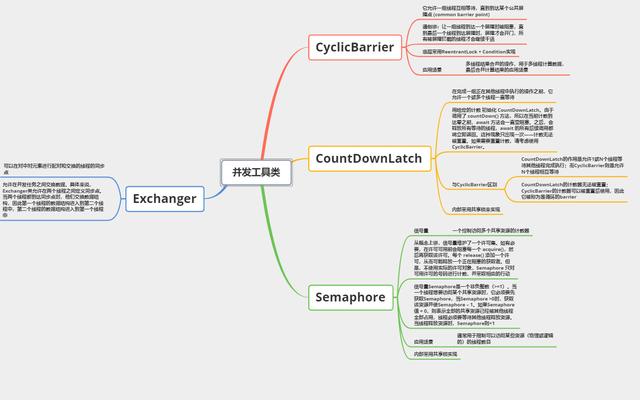 它允许一组线程互相等待，直到到达某个公共屏
障点 (common barrier point)
通俗讲：让一组线程到达一个屏障时被阻塞，直
到最后一个线程到达屏障时，屏障才会开门，所
有被屏障拦截的线程才会继续干活
底层采用ReentrantLock + Condition实现
应用场景
多线程结果合并的操作，用于多线程计算数据，
最后合并计算结果的应用场景
CyclicBarrier
在完成一组正在其他线程中执行的操作之前，它
允许一个或多个线程一直等待
用给定的计数 初始化 CountDownLatch。由于
调用了 countDown() 方法，所以在当前计数到
达零之前，await 方法会一直受阻塞。之后，会
释放所有等待的线程，await 的所有后续调用都
将立即返回。这种现象只出现一次——计数无法
被重置。如果需要重置计数，请考虑使用
CyclicBarrier。
CountDownLatch
与CyclicBarrier区别
CountDownLatch的作用是允许1或N个线程等
待其他线程完成执行；而CyclicBarrier则是允许
N个线程相互等待
CountDownLatch的计数器无法被重置；
CyclicBarrier的计数器可以被重置后使用，因此
它被称为是循环的barrier
内部采用共享锁来实现
并发工具类
Exchanger
可以在对中对元素进行配对和交换的线程的同步
点
允许在并发任务之间交换数据。具体来说，
Exchanger类允许在两个线程之间定义同步点。
当两个线程都到达同步点时，他们交换数据结
构，因此第一个线程的数据结构进入到第二个线
程中，第二个线程的数据结构进入到第一个线程
中
Semaphore
信号量
一个控制访问多个共享资源的计数器
从概念上讲，信号量维护了一个许可集。如有必
要，在许可可用前会阻塞每一个 acquire()，然
后再获取该许可。每个 release() 添加一个许
可，从而可能释放一个正在阻塞的获取者。但
是，不使用实际的许可对象，Semaphore 只对
可用许可的号码进行计数，并采取相应的行动
信号量Semaphore是一个非负整数（>=1）。当
一个线程想要访问某个共享资源时，它必须要先
获取Semaphore，当Semaphore >0时，获取
该资源并使Semaphore – 1。如果Semaphore
值 = 0，则表示全部的共享资源已经被其他线程
全部占用，线程必须要等待其他线程释放资源。
当线程释放资源时，Semaphore则+1
应用场景
通常用于限制可以访问某些资源（物理或逻辑
的）的线程数目
内部采用共享锁实现